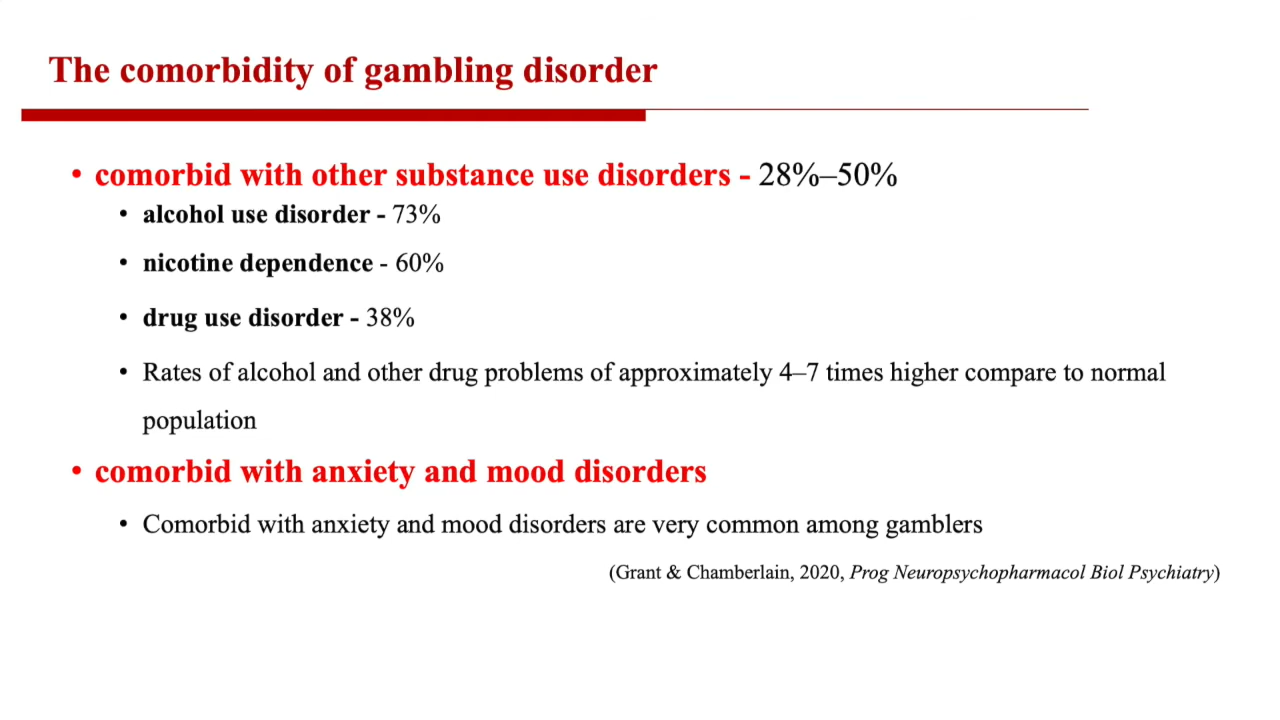 The comorbidity of gambling disorder
• comorbid with other substance use disorders - 28%–50%
• alcohol use disorder - 73%
• nicotine dependence - 60%
• drug use disorder - 38%
• Rates of alcohol and other drug problems of approximately 4–7 times higher compare to normal
population
• comorbid with anxiety and mood disorders
• Comorbid with anxiety and mood disorders are very common among gamblers
(Grant & Chamberlain, 2020, Prog Neuropsychopharmacol Biol Psychiatry)